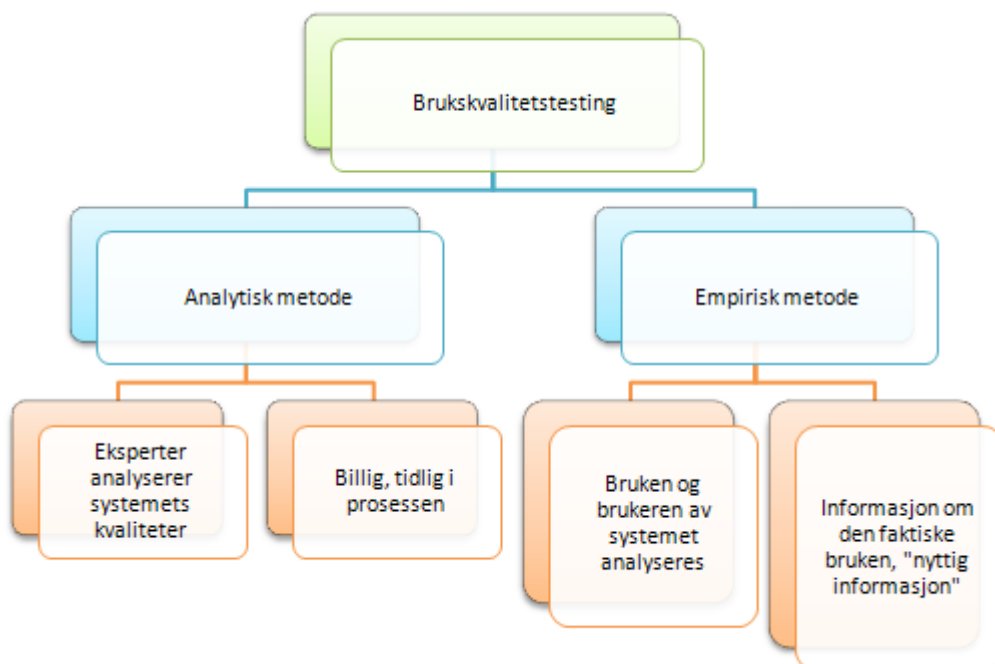 Brukskvalitetstesting
Analytisk metode
Empirisk metode
Eksperter
analyserer
systemets
kvaliteter
Billig, tidlig i
prosessen
Bruken og
brukeren av
systemet
analyseres
Informasjon om
den faktiske
bruken, "nyttig
informasjon"